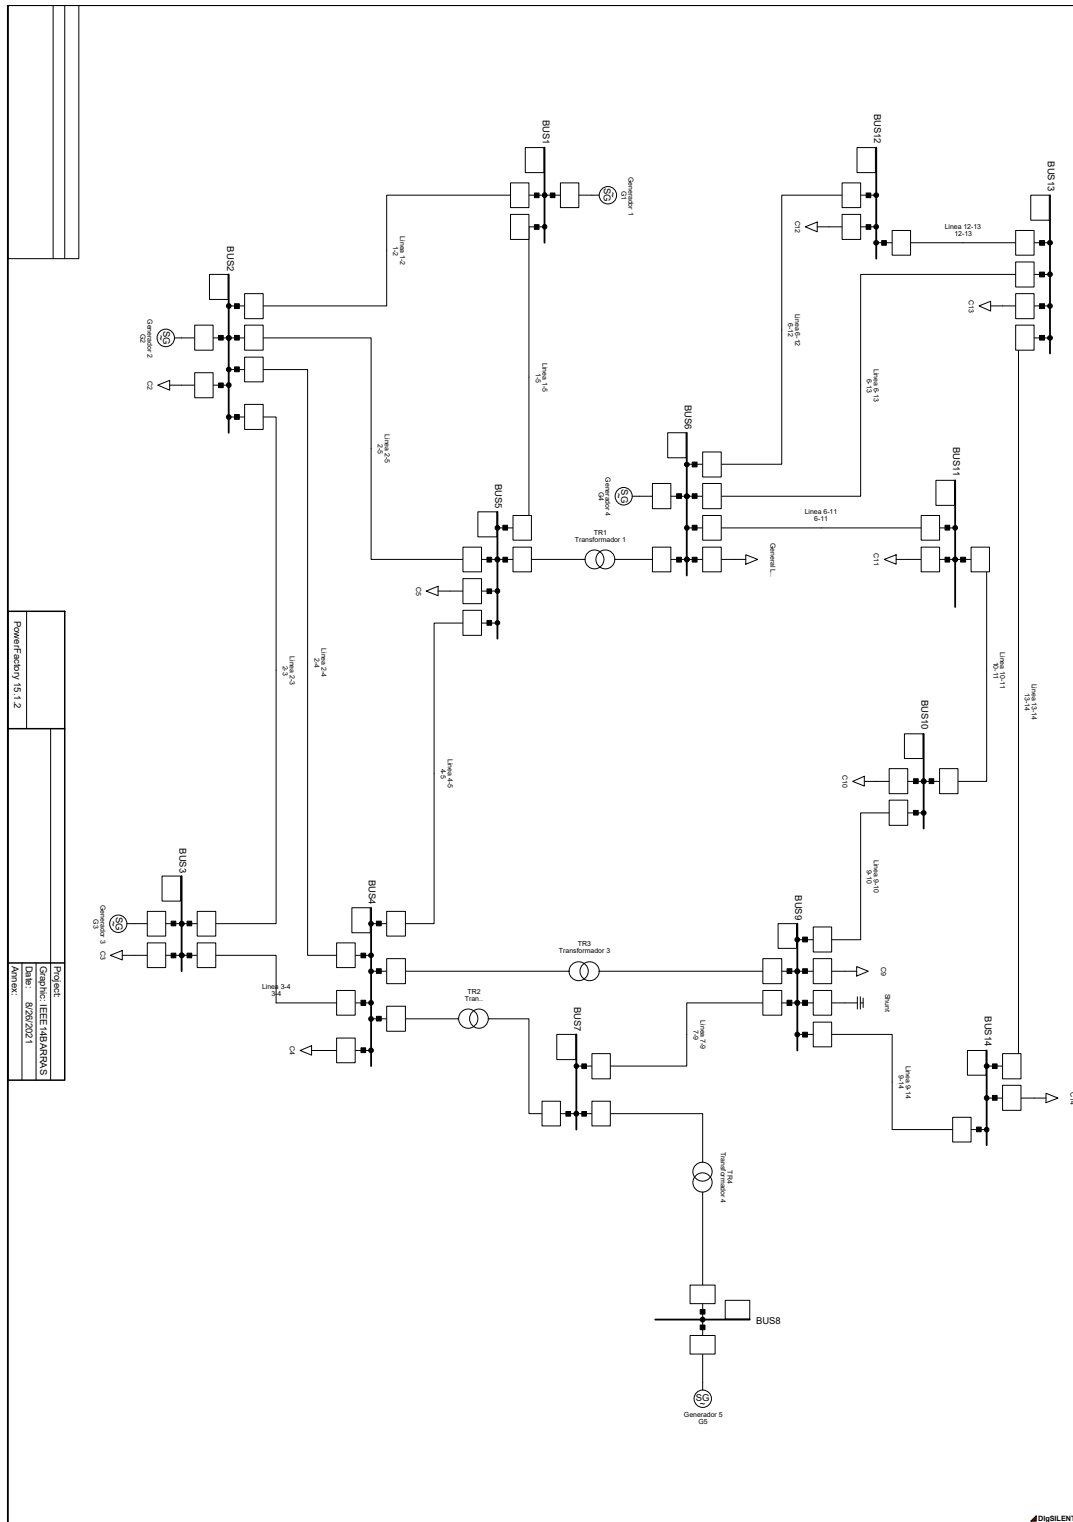 BUS1
Generador 1
G1
SG
~
BUS12
C12
BUS13
Linea 12-13
12-13
C13
Linea 1-2
1-2
BUS2
Generador 2
G2
SG
~
C2
Linea 1-5
1-5
Linea 2-5
2-5
Linea 6-12
6-12
Linea 6-13
6-13
BUS6
Generador 4
G4
SG
~
BUS11
Linea 6-11
6-11
C11
BUS5
C5
TR1
Transformador 1
General L..
Linea 2-3
2-3
Linea 2-4
2-4
Linea 4-5
4-5
Linea 10-11
10-11
Linea 13-14
13-14
BUS10
C10
Linea 9-10
9-10
BUS3
Generador 3
G3
SG
~
C3
Linea 3-4
3-4
BUS4
C4
TR3
Transformador 3
TR2
Tran..
BUS9
C9
Shunt
BUS7
Linea 7-9
7-9
Linea 9-14
9-14
BUS14
TR4
Transformador 4
BUS8
SG
~
Generador 5
G5
PowerFactory 15.1.2
Project:
Graphic: IEEE14BARRAS
Date: 8/26/2021
Annex:
DIgSILENT